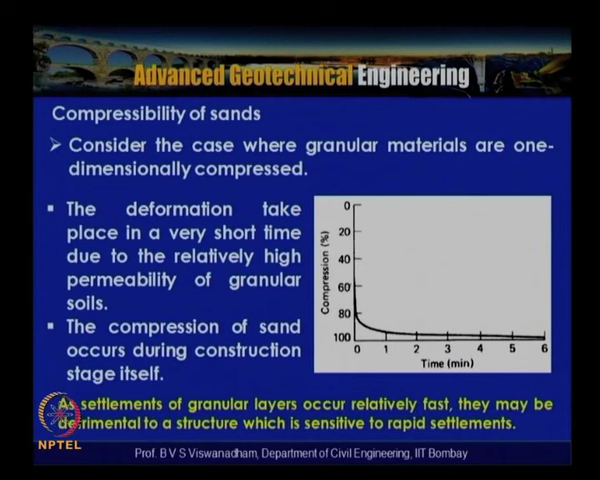 Advanced Geotechnical Engineering
Compressibility of sands
➢ Consider the case where granular materials are one-
dimensionally compressed.
▪ The deformation take
place in a very short time
due to the relatively high
permeability of granular
soils.
▪ The compression of sand
occurs during construction
stage itself.
Compression (%)
0
20
40
60
80
100
0 1 2 3 4 5 6
Time (min)
As settlements of granular layers occur relatively fast, they may be
detrimental to a structure which is sensitive to rapid settlements.
NPTEL
Prof. B V S Viswanadham, Department of Civil Engineering, IIT Bombay